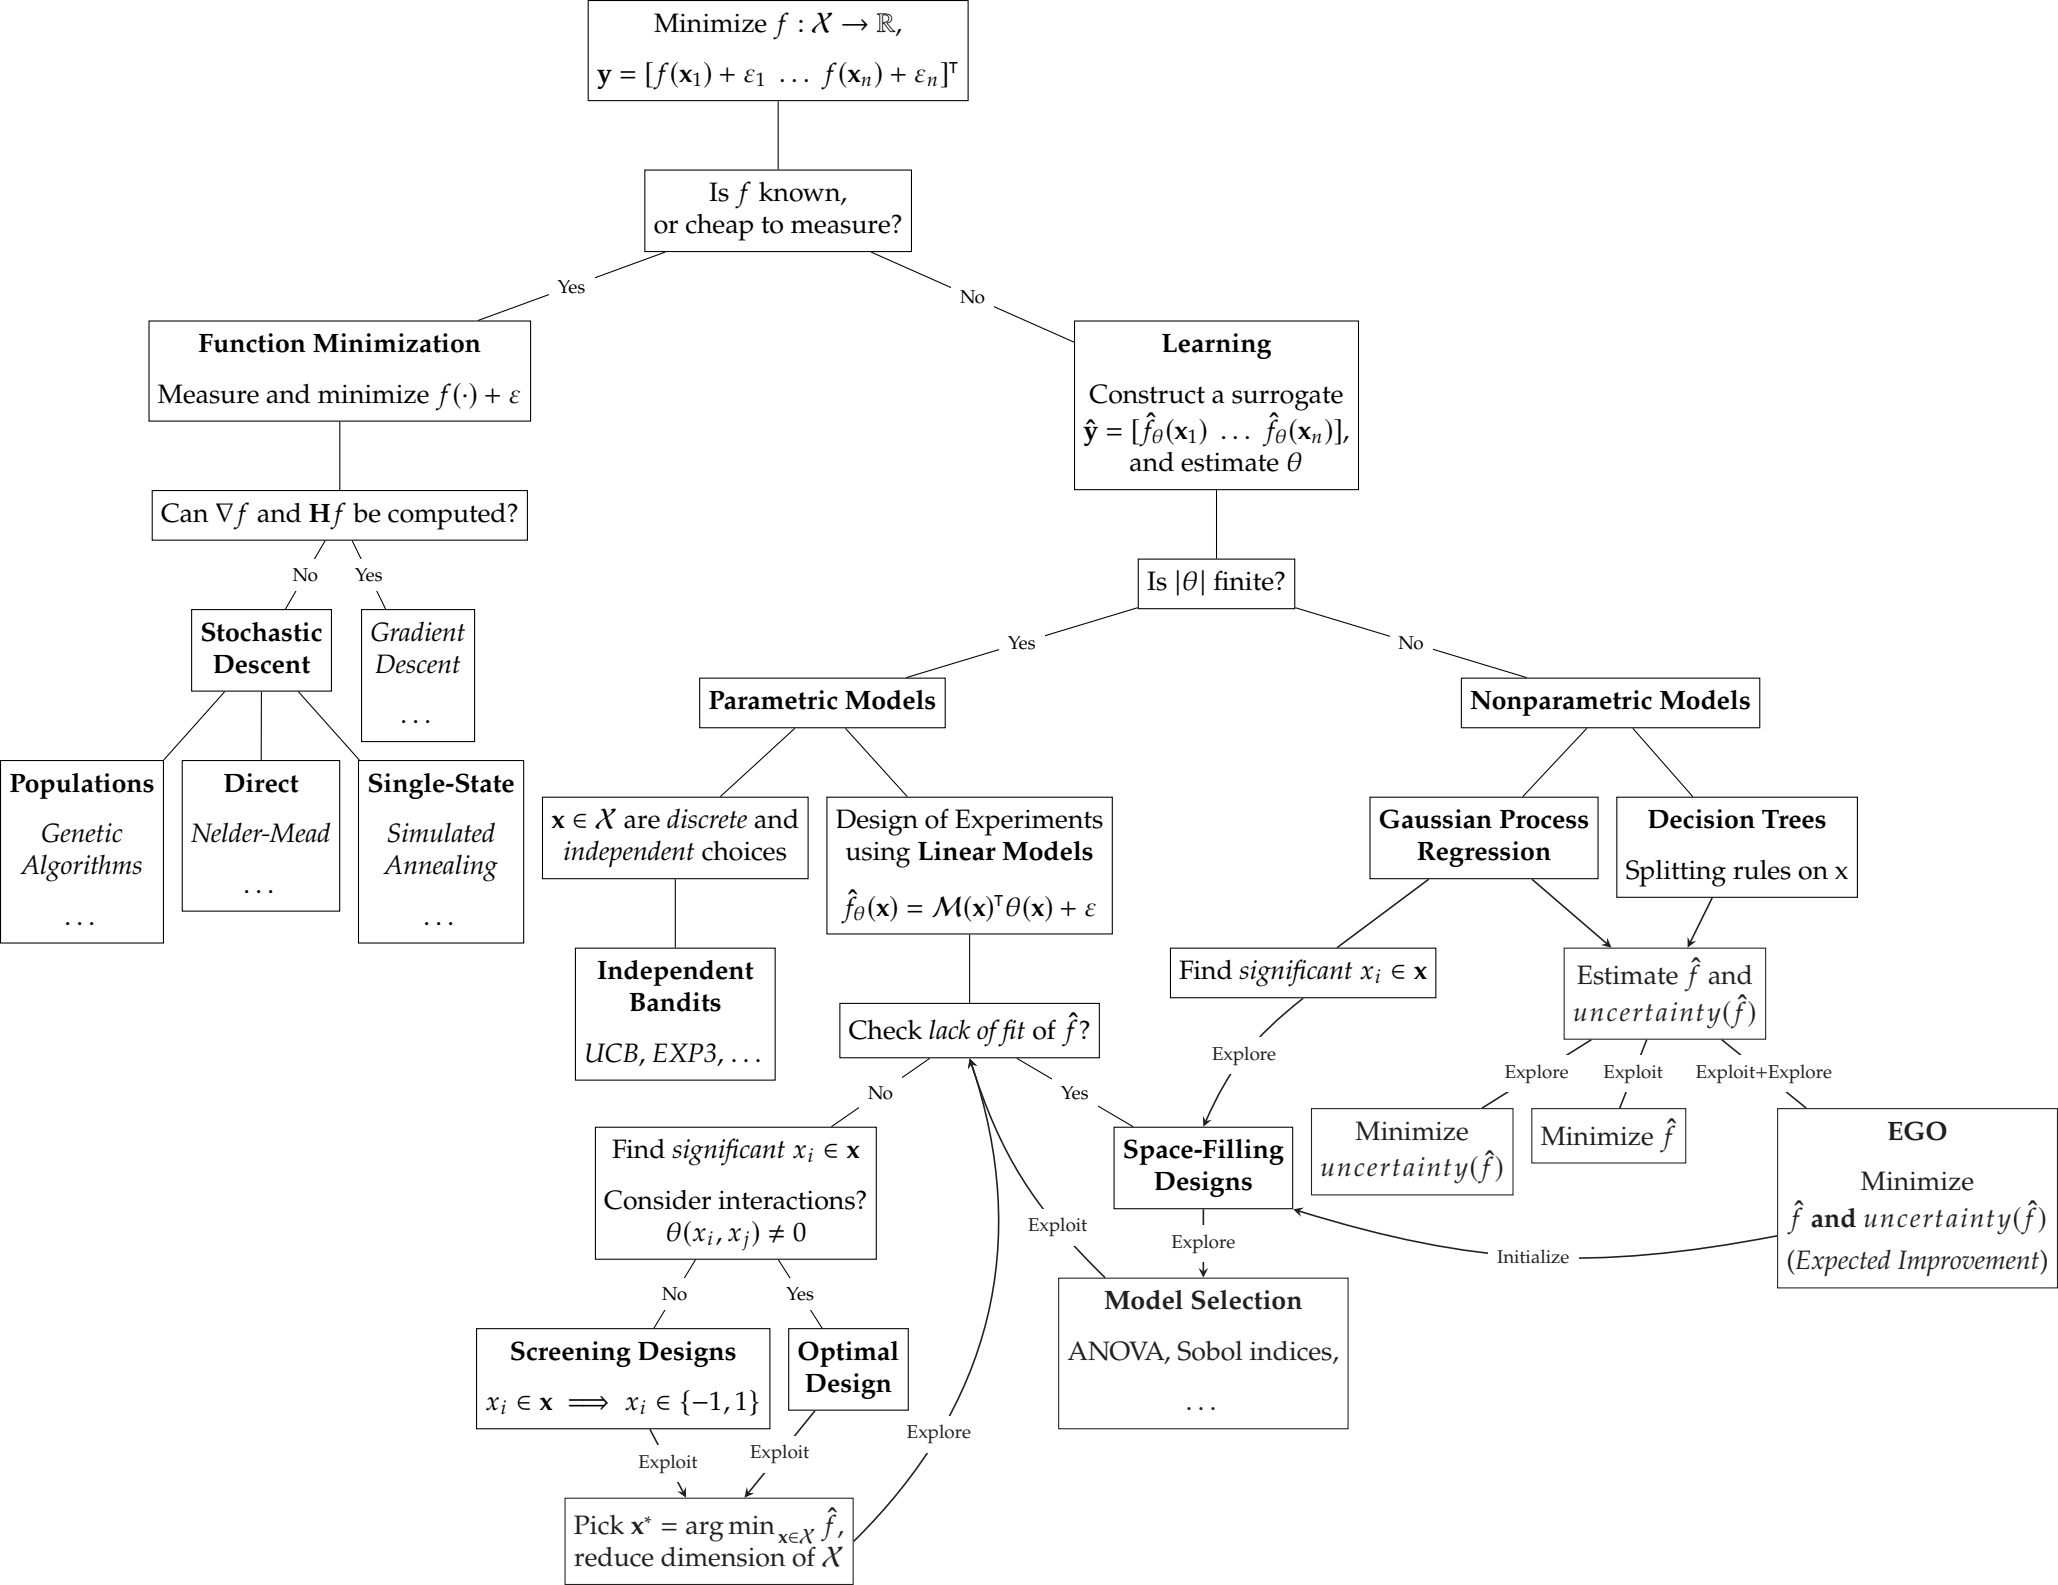 Minimize f : 𝒳 → ℝ,
y = [f(x₁) + ε₁ … f(xₙ) + εₙ]ᵀ
Is f known,
or cheap to measure?
Yes
No
Function Minimization
Measure and minimize f(·) + ε
Learning
Construct a surrogate
ŷ = [f̂_θ(x₁) … f̂_θ(xₙ)],
and estimate θ
Can ∇f and Hf be computed?
No
Yes
Is |θ| finite?
Yes
No
Stochastic
Descent
Gradient
Descent
…
Populations
Genetic
Algorithms
…
Direct
Nelder-Mead
…
Single-State
Simulated
Annealing
…
Parametric Models
Nonparametric Models
x ∈ 𝒳 are discrete and
independent choices
Design of Experiments
using Linear Models
f̂_θ(x) = ℳ(x)ᵀθ(x) + ε
Gaussian Process
Regression
Decision Trees
Splitting rules on x
Independent
Bandits
UCB, EXP3, …
Check lack of fit of f̂?
No
Yes
Find significant xᵢ ∈ x
Explore
Estimate f̂ and
uncertainty(f̂)
Explore
Exploit
Exploit+Explore
Minimize
uncertainty(f̂)
Minimize f̂
EGO
Minimize
f̂ and uncertainty(f̂)
(Expected Improvement)
Initialize
Find significant xᵢ ∈ x
Consider interactions?
θ(xᵢ, xⱼ) ≠ 0
No
Yes
Space-Filling
Designs
Exploit
Explore
Model Selection
ANOVA, Sobol indices,
…
Screening Designs
xᵢ ∈ x ⟹ xᵢ ∈ {−1, 1}
Optimal
Design
Exploit
Exploit
Explore
Pick x* = arg min_{x∈𝒳} f̂,
reduce dimension of 𝒳